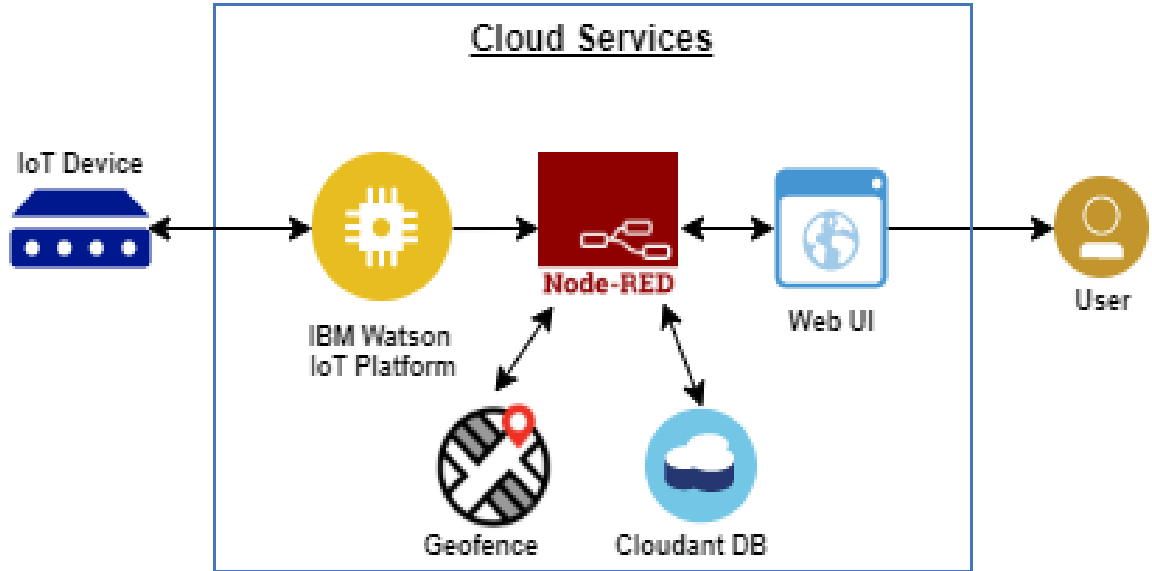 Cloud Services
IoT Device
Node-RED
IBM Watson
IoT Platform
Web UI
User
Geofence
Cloudant DB